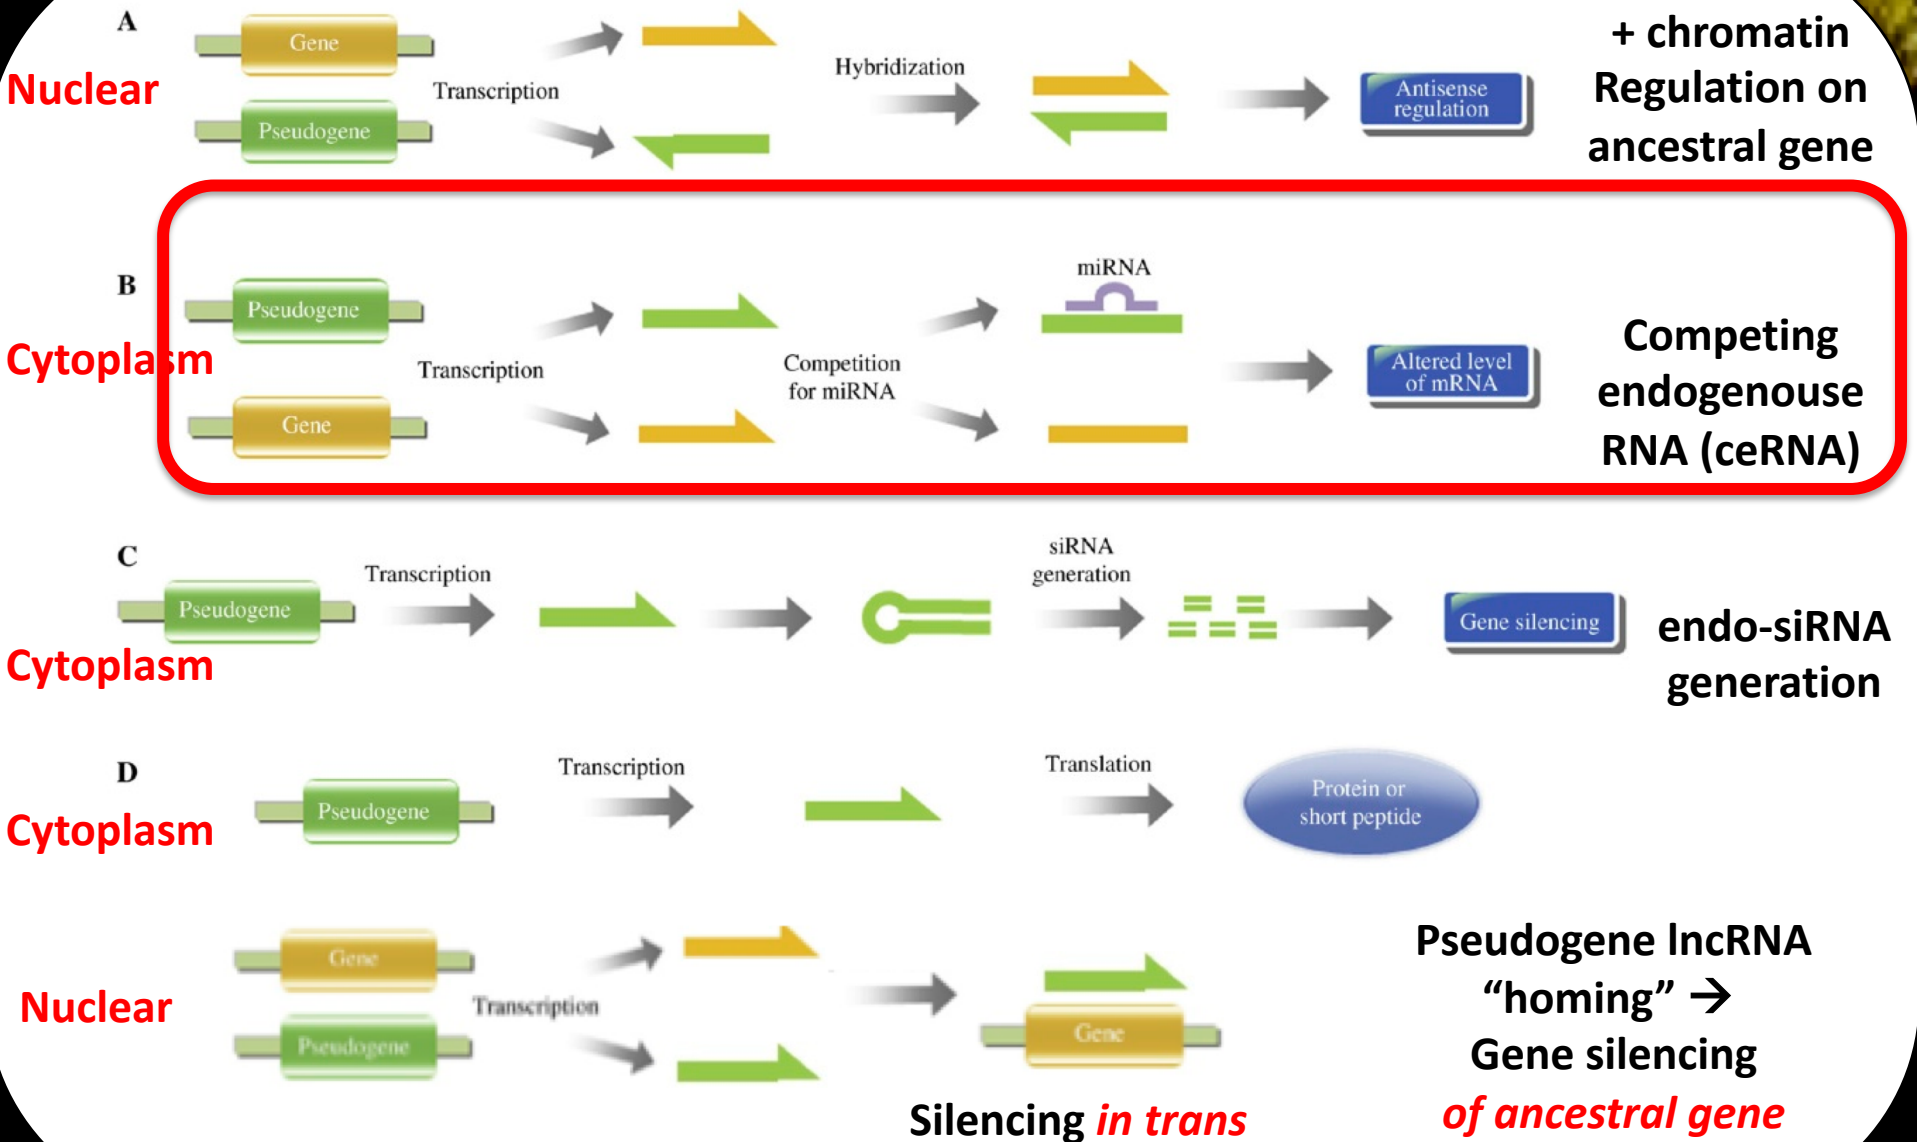 A
Nuclear
Gene
Pseudogene
Transcription
Hybridization
Antisense
regulation
+ chromatin
Regulation on
ancestral gene
B
Cytoplasm
Pseudogene
Gene
Transcription
Competition
for miRNA
miRNA
Altered level
of mRNA
Competing
endogenouse
RNA (ceRNA)
C
Cytoplasm
Pseudogene
Transcription
siRNA
generation
Gene silencing
endo-siRNA
generation
D
Cytoplasm
Pseudogene
Transcription
Translation
Protein or
short peptide
Nuclear
Gene
Pseudogene
Transcription
Gene
Silencing in trans
Pseudogene lncRNA
“homing” →
Gene silencing
of ancestral gene